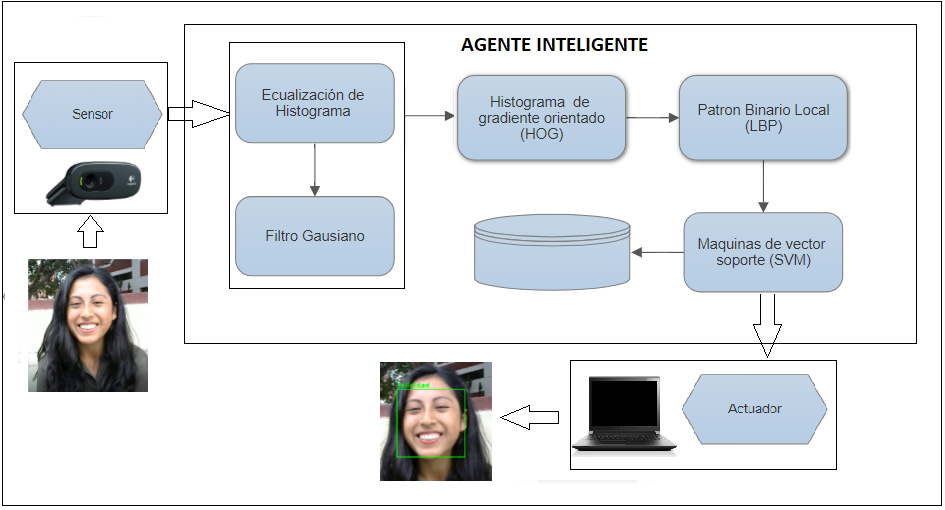 AGENTE INTELIGENTE
Sensor
Ecualización de
Histograma
Filtro Gausiano
Histograma de
gradiente orientado
(HOG)
Patron Binario Local
(LBP)
Maquinas de vector
soporte (SVM)
Actuador